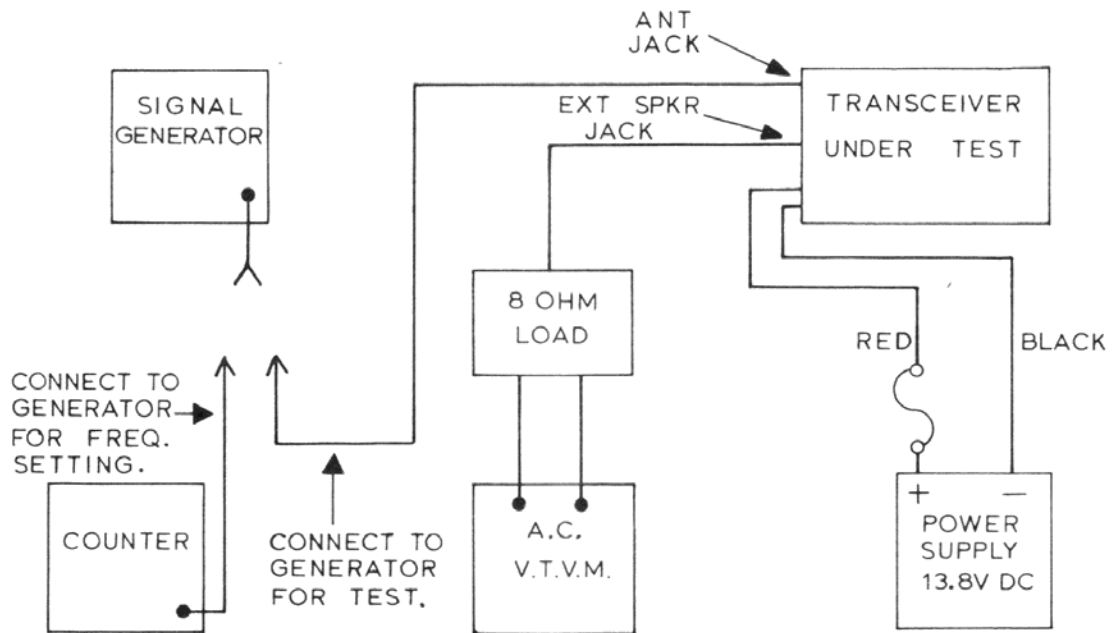 ANT
JACK
SIGNAL
GENERATOR
EXT SPKR
JACK
TRANSCEIVER
UNDER TEST
8 OHM
LOAD
RED
BLACK
CONNECT TO
GENERATOR
FOR FREQ.
SETTING.
COUNTER
CONNECT TO
GENERATOR
FOR TEST.
A.C.
V.T.V.M.
+ —
POWER
SUPPLY
13.8V DC